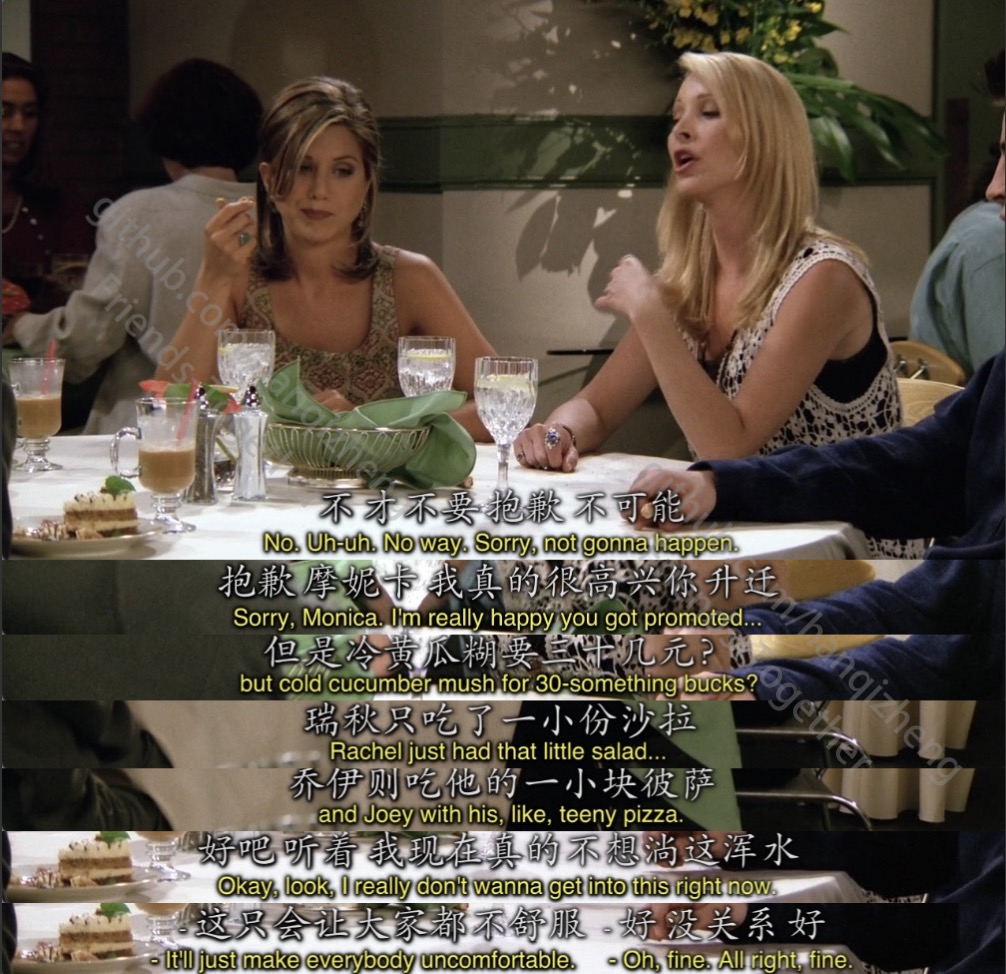 github.com/hongqizheng
friends
together
不 才不要 抱歉 不可能
No. Uh-uh. No way. Sorry, not gonna happen.
抱歉 摩妮卡 我真的很高兴你升迁
Sorry, Monica. I'm really happy you got promoted...
但是冷黄瓜糊要三十几元?
but cold cucumber mush for 30-something bucks?
瑞秋只吃了一小份沙拉
Rachel just had that little salad...
乔伊则吃他的一小块披萨
and Joey with his, like, teeny pizza.
好吧 听着 我现在真的不想淌这浑水
Okay, look, I really don't wanna get into this right now.
-这只会让大家都不舒服 -好 没关系 好
- It'll just make everybody uncomfortable. - Oh, fine. All right, fine.